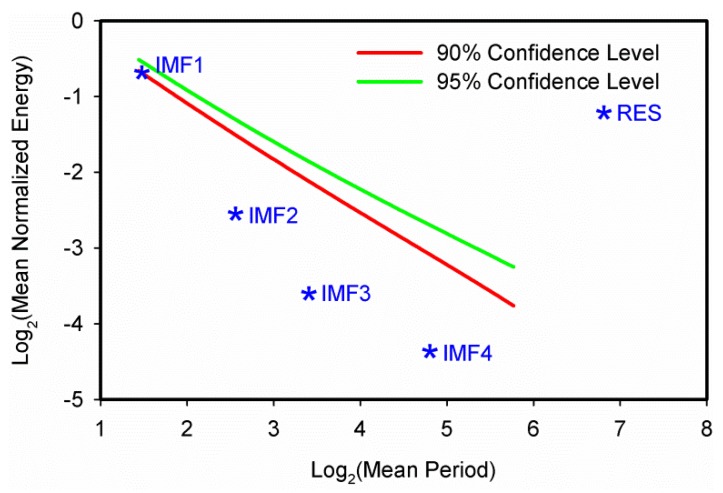 0
-1
-2
-3
-4
-5
Log2(Mean Normalized Energy)
90% Confidence Level
95% Confidence Level
* IMF1
* RES
* IMF2
* IMF3
* IMF4
1 2 3 4 5 6 7 8
Log2(Mean Period)